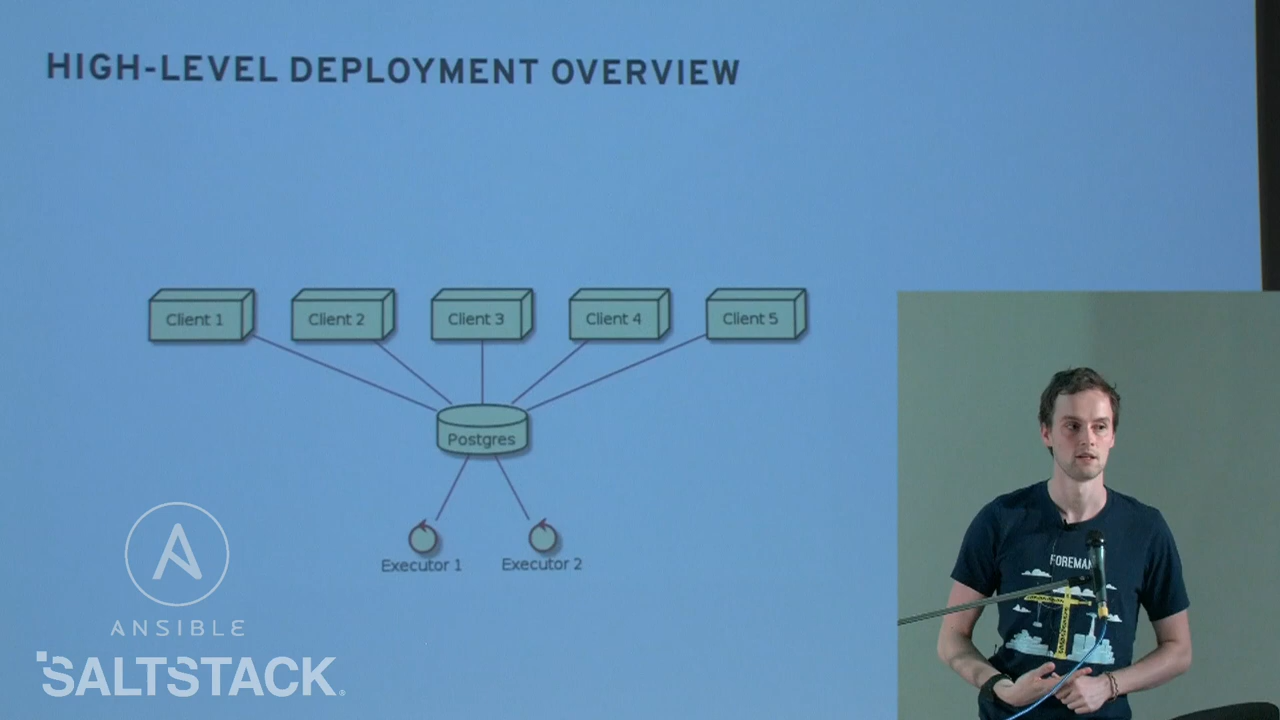 HIGH-LEVEL DEPLOYMENT OVERVIEW
Client 1
Client 2
Client 3
Client 4
Client 5
Postgres
Executor 1
Executor 2
ANSIBLE
SALTSTACK
FOREMAN